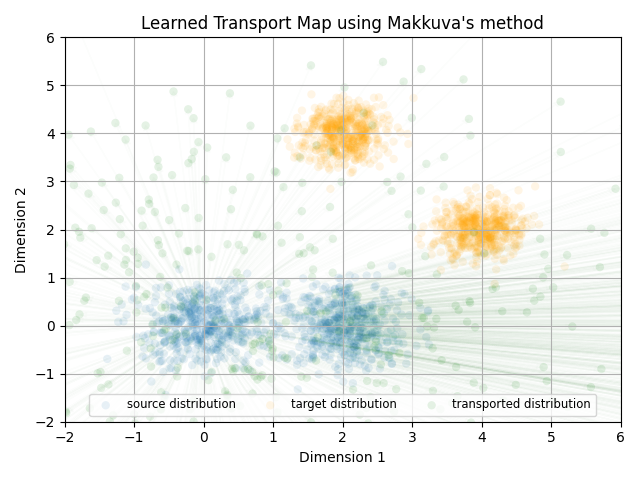 Learned Transport Map using Makkuva's method
6
5
4
3
2
1
0
−1
−2
Dimension 2
source distribution target distribution transported distribution
−2 −1 0 1 2 3 4 5 6
Dimension 1